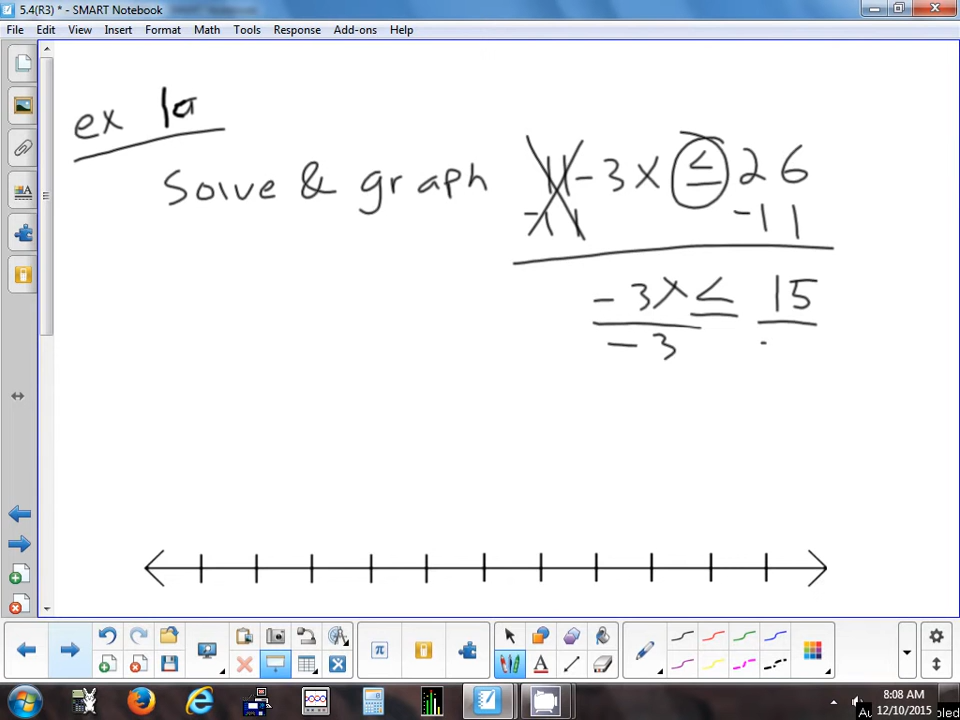 5.4(R3) * - SMART Notebook
File Edit View Insert Format Math Tools Response Add-ons Help
ex 1a
Solve & graph 11-3x ≤ 26
-11 -11
-3x ≤ 15
-3
8:08 AM
12/10/2015